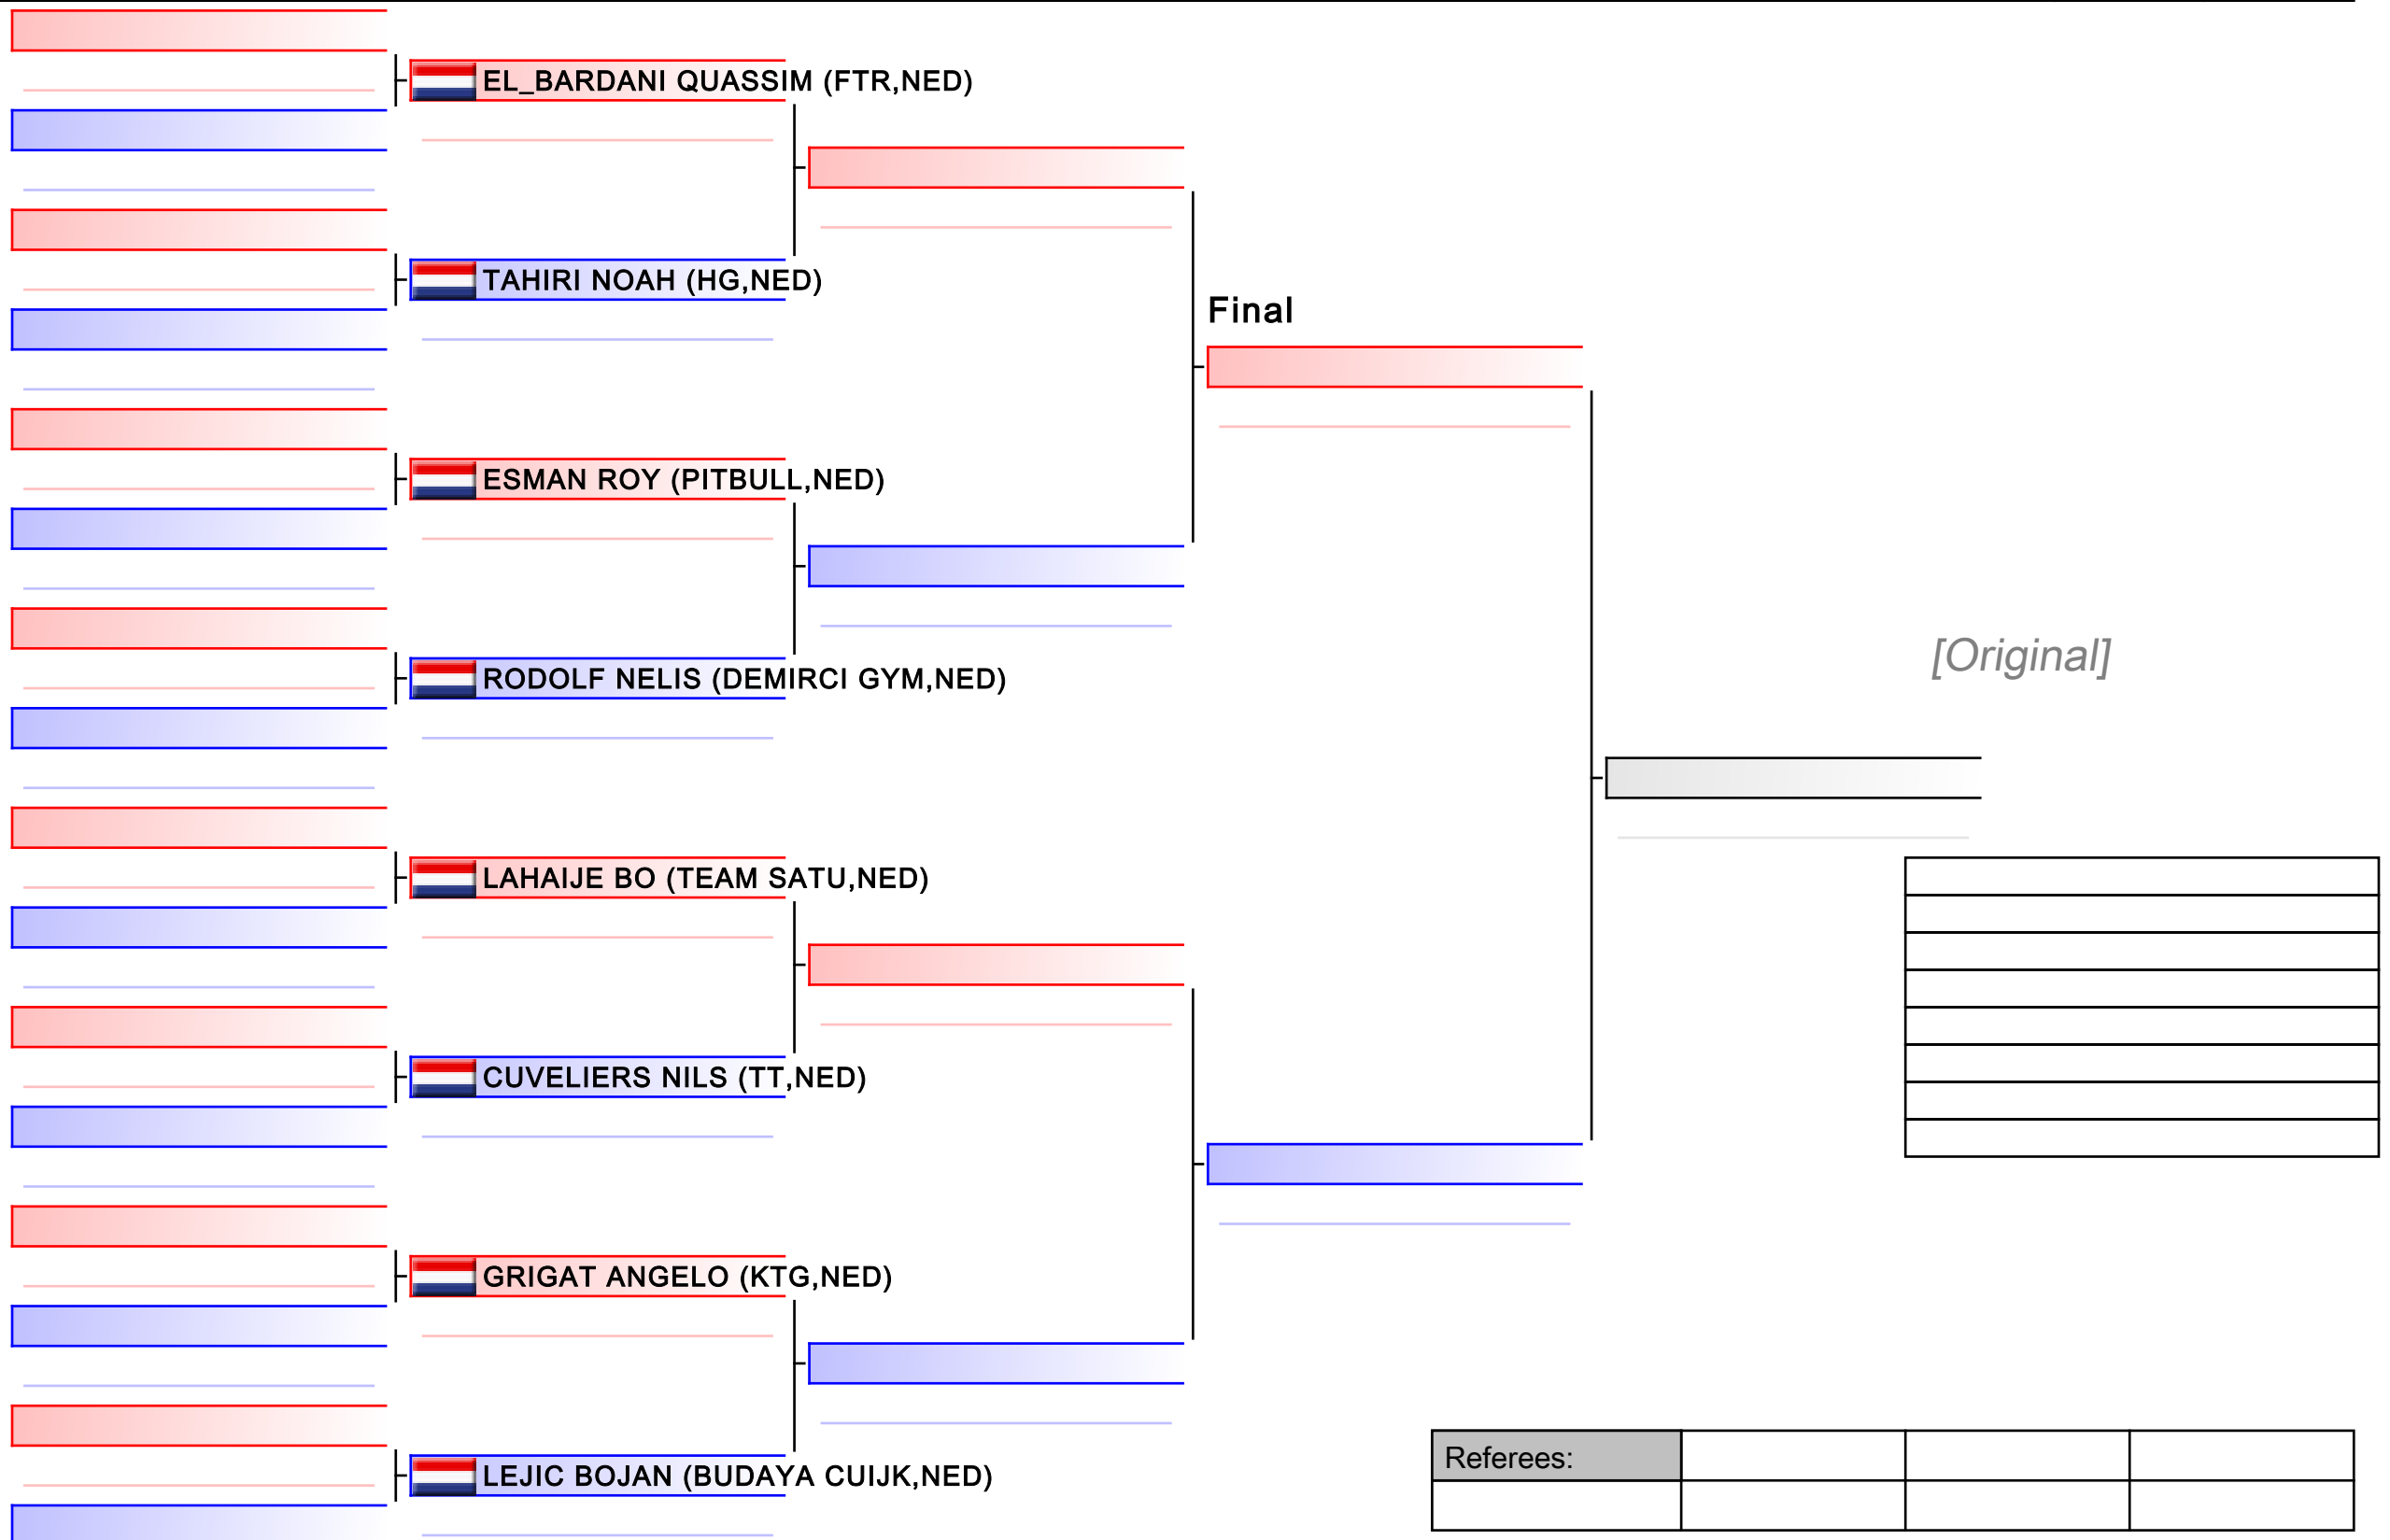 EL_BARDANI QUASSIM (FTR,NED)
TAHIRI NOAH (HG,NED)
Final
ESMAN ROY (PITBULL,NED)
[Original]
RODOLF NELIS (DEMIRCI GYM,NED)
LAHAIJE BO (TEAM SATU,NED)
CUVELIERS NILS (TT,NED)
GRIGAT ANGELO (KTG,NED)
LEJIC BOJAN (BUDAYA CUIJK,NED)
Referees: